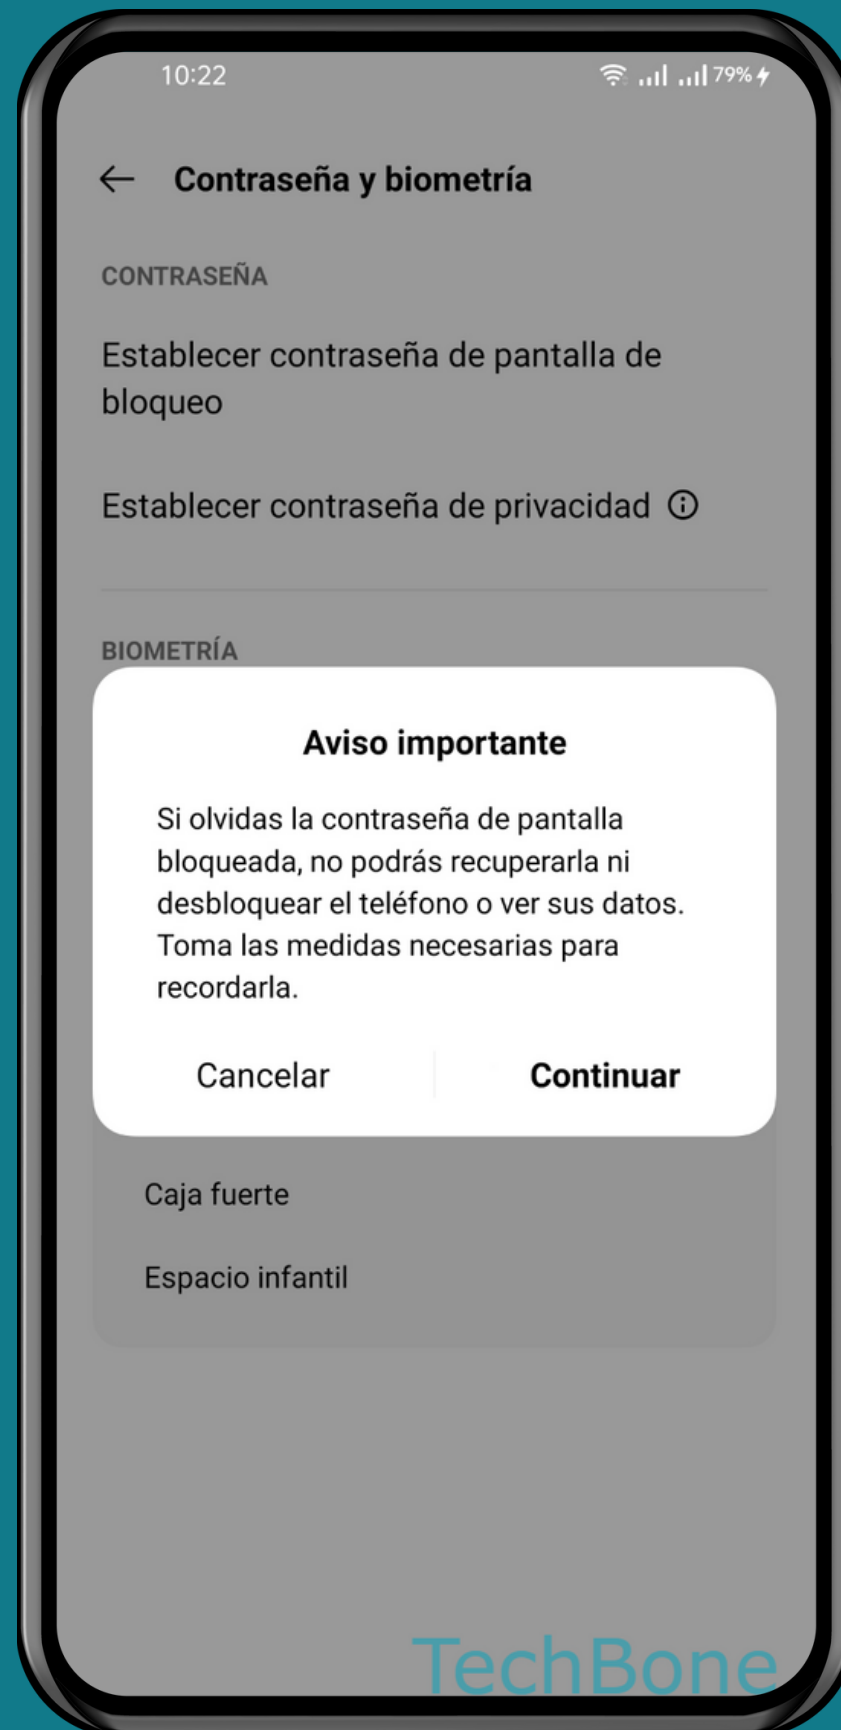 10:22
79%
Contraseña y biometría
CONTRASEÑA
Establecer contraseña de pantalla de
bloqueo
Establecer contraseña de privacidad
BIOMETRÍA
Aviso importante
Si olvidas la contraseña de pantalla
bloqueada, no podrás recuperarla ni
desbloquear el teléfono o ver sus datos.
Toma las medidas necesarias para
recordarla.
Cancelar
Continuar
Caja fuerte
Espacio infantil
TechBone